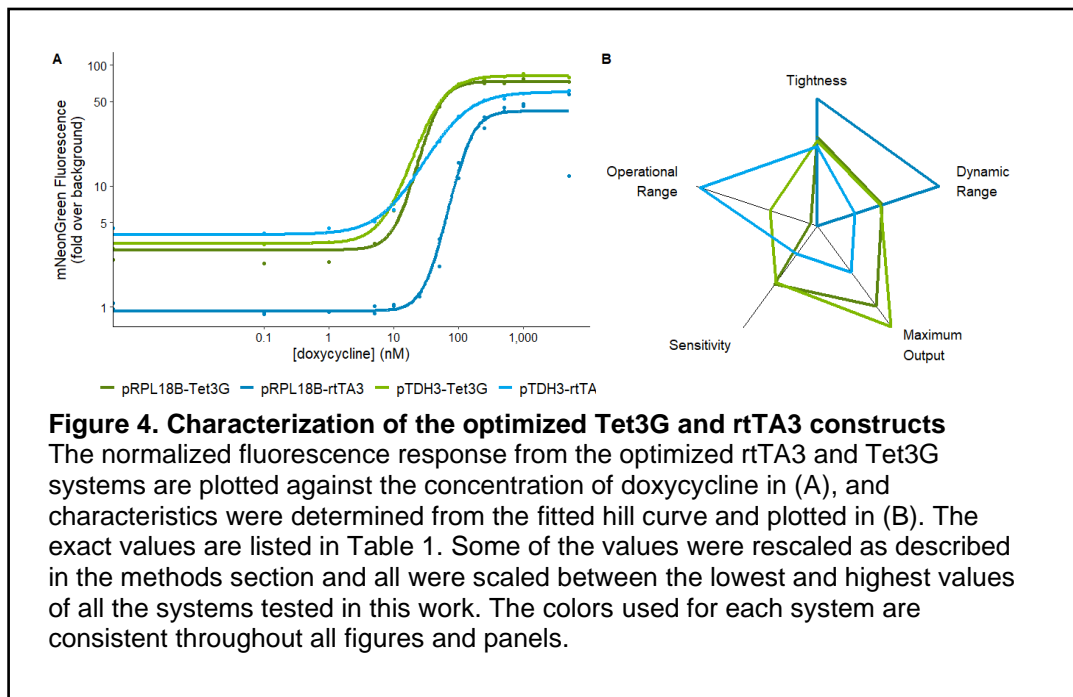 A
B
100
50
10
5
1
mNeonGreen Fluorescence
(fold over background)
0.1
1
10
100
1,000
[doxycycline] (nM)
Tightness
Operational
Range
Dynamic
Range
Sensitivity
Maximum
Output
pRPL18B-Tet3G pRPL18B-rtTA3 pTDH3-Tet3G pTDH3-rtTA
Figure 4. Characterization of the optimized Tet3G and rtTA3 constructs
The normalized fluorescence response from the optimized rtTA3 and Tet3G
systems are plotted against the concentration of doxycycline in (A), and
characteristics were determined from the fitted hill curve and plotted in (B). The
exact values are listed in Table 1. Some of the values were rescaled as described
in the methods section and all were scaled between the lowest and highest values
of all the systems tested in this work. The colors used for each system are
consistent throughout all figures and panels.